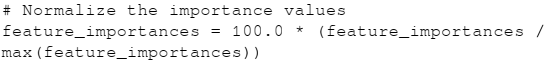 # Normalize the importance values
feature_importances = 100.0 * (feature_importances /
max(feature_importances))